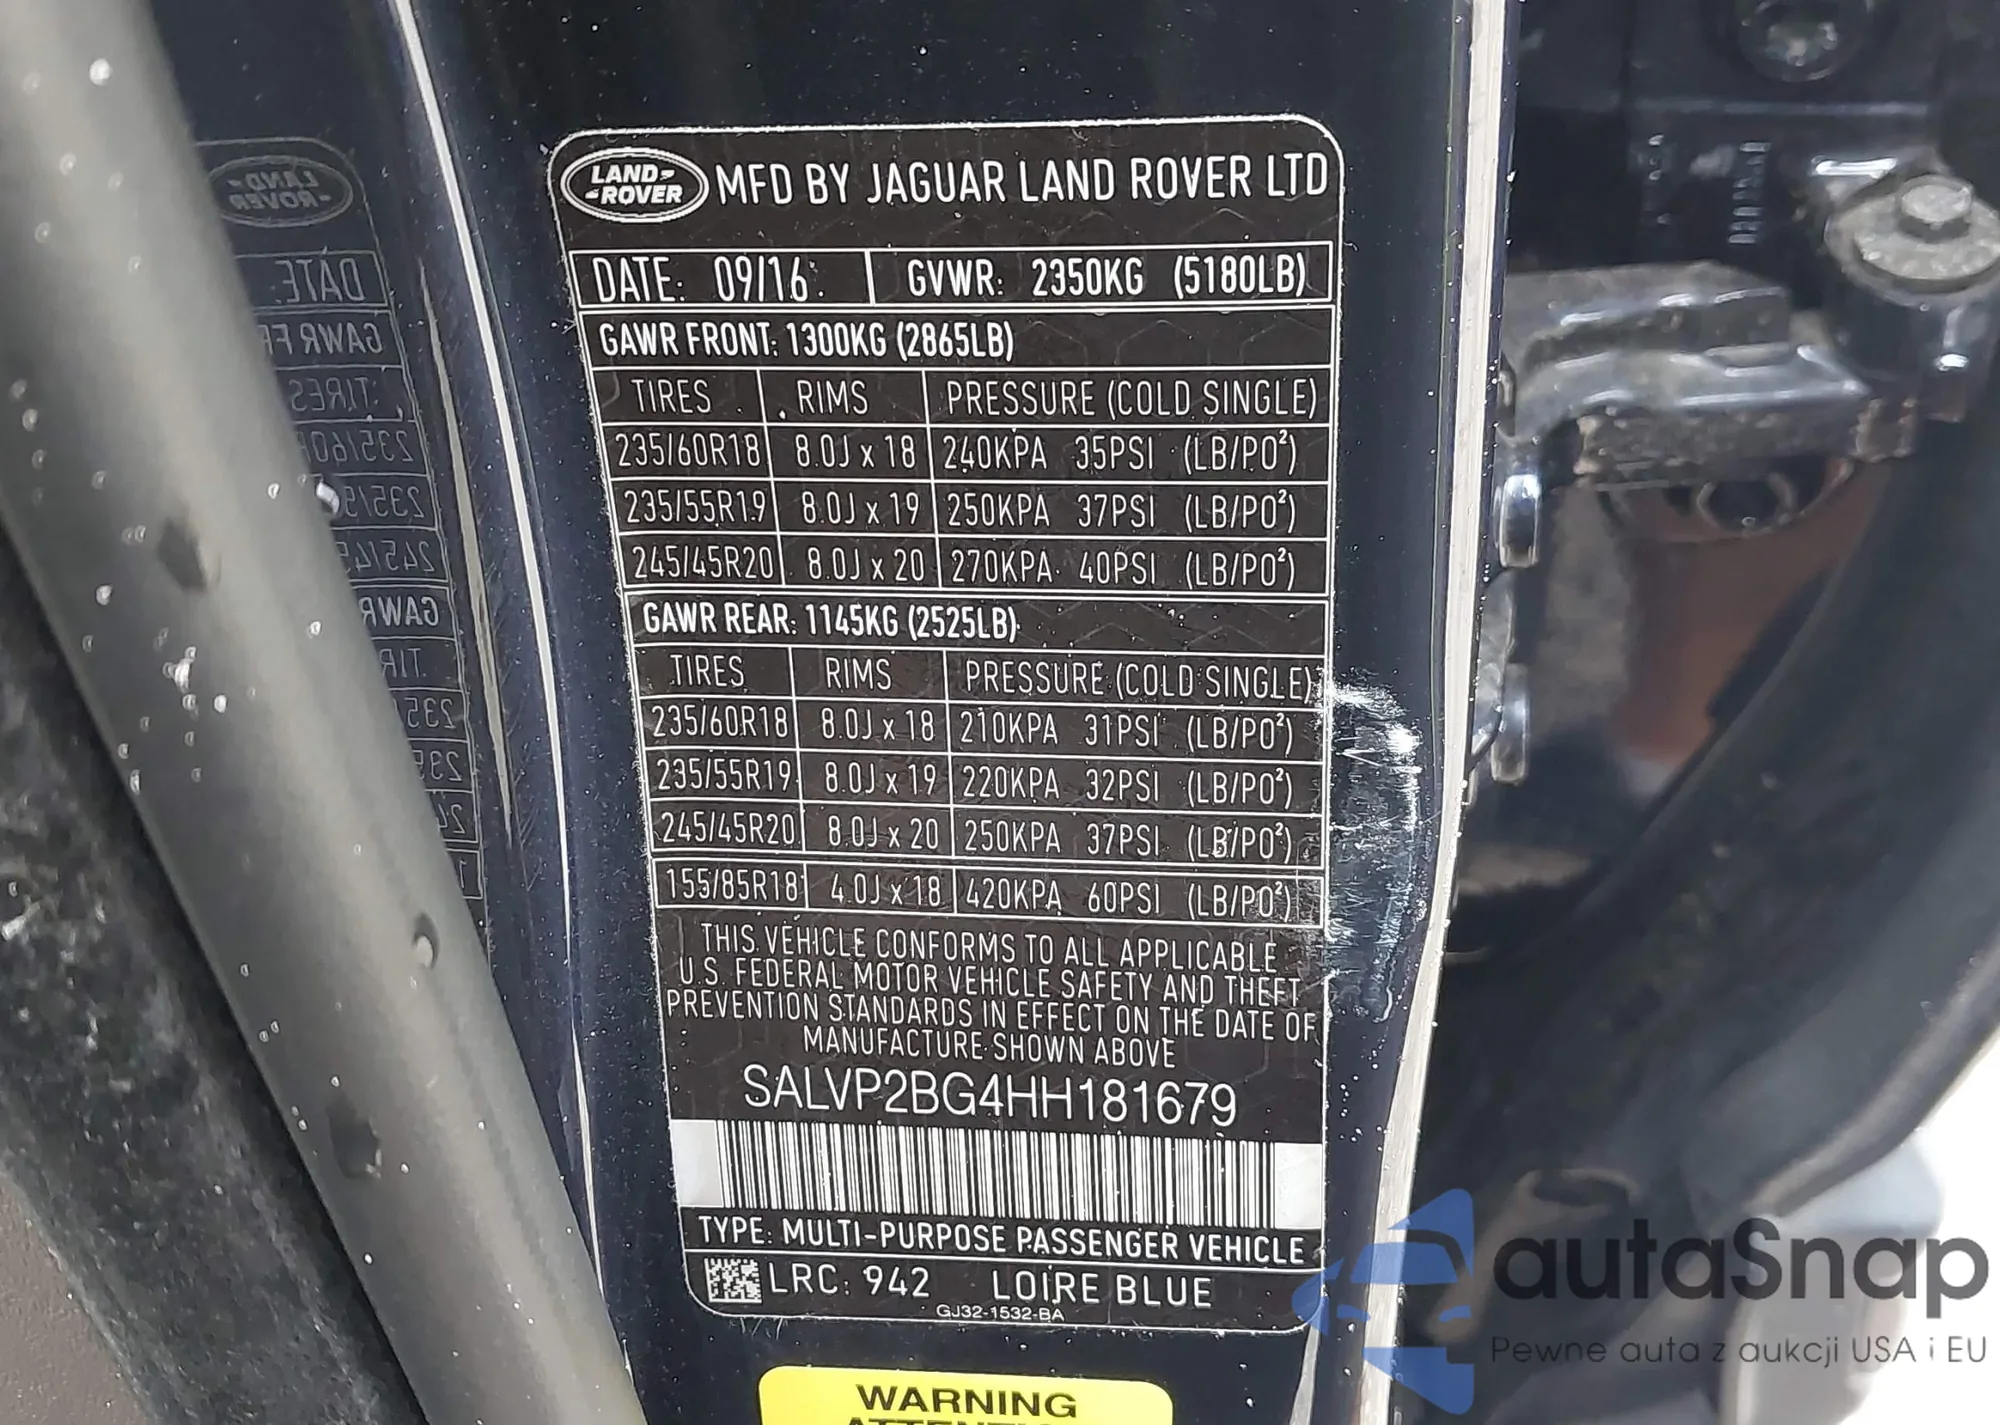 LAND ROVER MFD BY JAGUAR LAND ROVER LTD
DATE: 09/16 GVWR: 2350KG (5180LB)
GAWR FRONT: 1300KG (2865LB)
TIRES RIMS PRESSURE (COLD SINGLE)
235/60R18 8.0J x 18 240KPA 35PSI (LB/PO²)
235/55R19 8.0J x 19 250KPA 37PSI (LB/PO²)
245/45R20 8.0J x 20 270KPA 40PSI (LB/PO²)
GAWR REAR: 1145KG (2525LB)
TIRES RIMS PRESSURE (COLD SINGLE)
235/60R18 8.0J x 18 210KPA 31PSI (LB/PO²)
235/55R19 8.0J x 19 220KPA 32PSI (LB/PO²)
245/45R20 8.0J x 20 250KPA 37PSI (LB/PO²)
155/85R18 4.0J x 18 420KPA 60PSI (LB/PO²)
THIS VEHICLE CONFORMS TO ALL APPLICABLE
U.S. FEDERAL MOTOR VEHICLE SAFETY AND THEFT
PREVENTION STANDARDS IN EFFECT ON THE DATE OF
MANUFACTURE SHOWN ABOVE
SALVP2BG4HH181679
TYPE: MULTI-PURPOSE PASSENGER VEHICLE
LRC: 942 LOIRE BLUE
GJ32-1532-BA
WARNING
autaSnap
Pewne auta z aukcji USA i EU